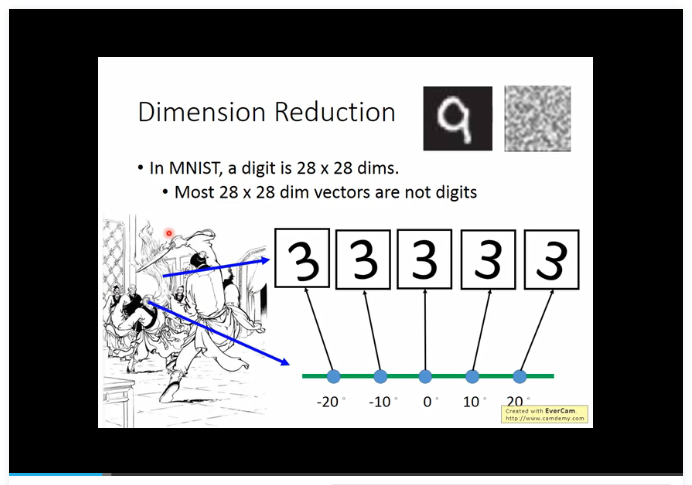 Dimension Reduction
9
• In MNIST, a digit is 28 x 28 dims.
• Most 28 x 28 dim vectors are not digits
3 3 3 3 3
-20 ° -10 ° 0 ° 10 ° 20 °
Created with EverCam.
http://www.camdemy.com